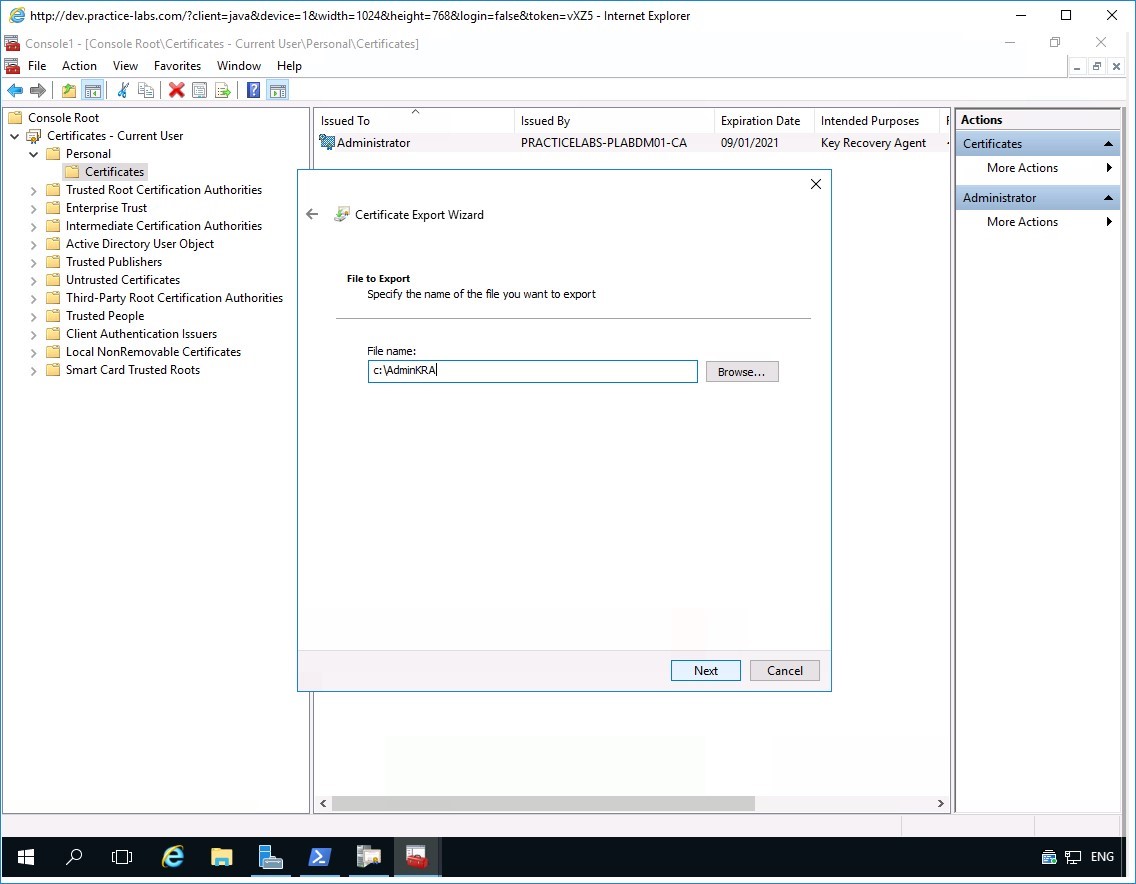 http://dev.practice-labs.com/?client=java&device=1&width=1024&height=768&login=false&token=vXZ5 - Internet Explorer
Console1 - [Console Root\Certificates - Current User\Personal\Certificates]
File Action View Favorites Window Help
Console Root
Certificates - Current User
Personal
Certificates
Trusted Root Certification Authorities
Enterprise Trust
Intermediate Certification Authorities
Active Directory User Object
Trusted Publishers
Untrusted Certificates
Third-Party Root Certification Authorities
Trusted People
Client Authentication Issuers
Local NonRemovable Certificates
Smart Card Trusted Roots
Issued To Issued By Expiration Date Intended Purposes F
Administrator PRACTICELABS-PLABDM01-CA 09/01/2021 Key Recovery Agent
Certificate Export Wizard
File to Export
Specify the name of the file you want to export
File name:
c:\AdminKRA
Browse...
Next Cancel
Actions
Certificates
More Actions
Administrator
More Actions
ENG